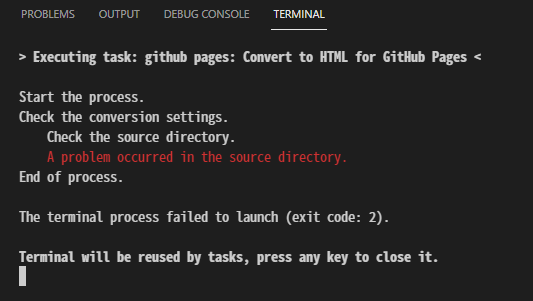 PROBLEMS OUTPUT DEBUG CONSOLE TERMINAL
> Executing task: github pages: Convert to HTML for GitHub Pages <
Start the process.
Check the conversion settings.
Check the source directory.
A problem occurred in the source directory.
End of process.
The terminal process failed to launch (exit code: 2).
Terminal will be reused by tasks, press any key to close it.